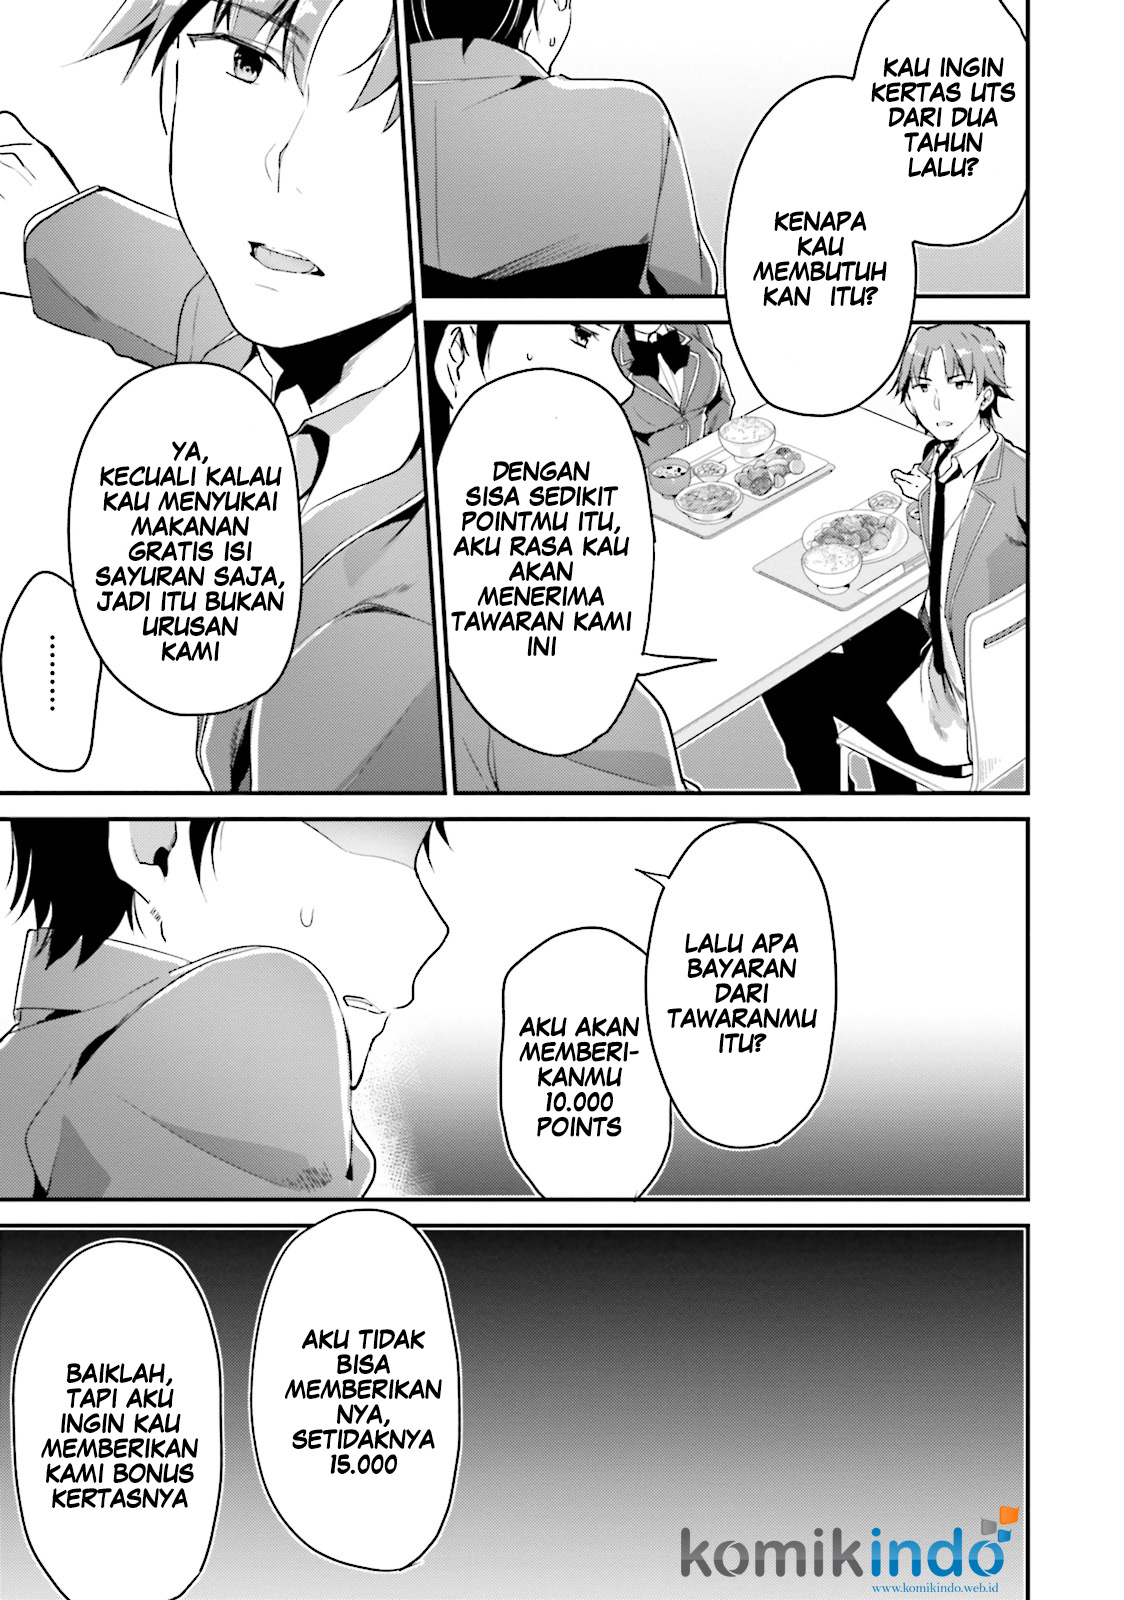 KAU INGIN
KERTAS UTS
DARI DUA
TAHUN
LALU?
KENAPA
KAU
MEMBUTUH
KAN ITU?
DENGAN
SISA SEDIKIT
POINTMU ITU,
AKU RASA KAU
AKAN
MENERIMA
TAWARAN KAMI
INI
YA,
KECUALI KALAU
KAU MENYUKAI
MAKANAN
GRATIS ISI
SAYURAN SAJA,
JADI ITU BUKAN
URUSAN
KAMI
.........
LALU APA
BAYARAN
DARI
TAWARANMU
ITU?
AKU AKAN
MEMBERI-
KANMU
10.000
POINTS
AKU TIDAK
BISA
MEMBERIKAN
NYA,
SETIDAKNYA
15.000
BAIKLAH,
TAPI AKU
INGIN KAU
MEMBERIKAN
KAMI BONUS
KERTASNYA
komikindo
www.komikindo.web.id